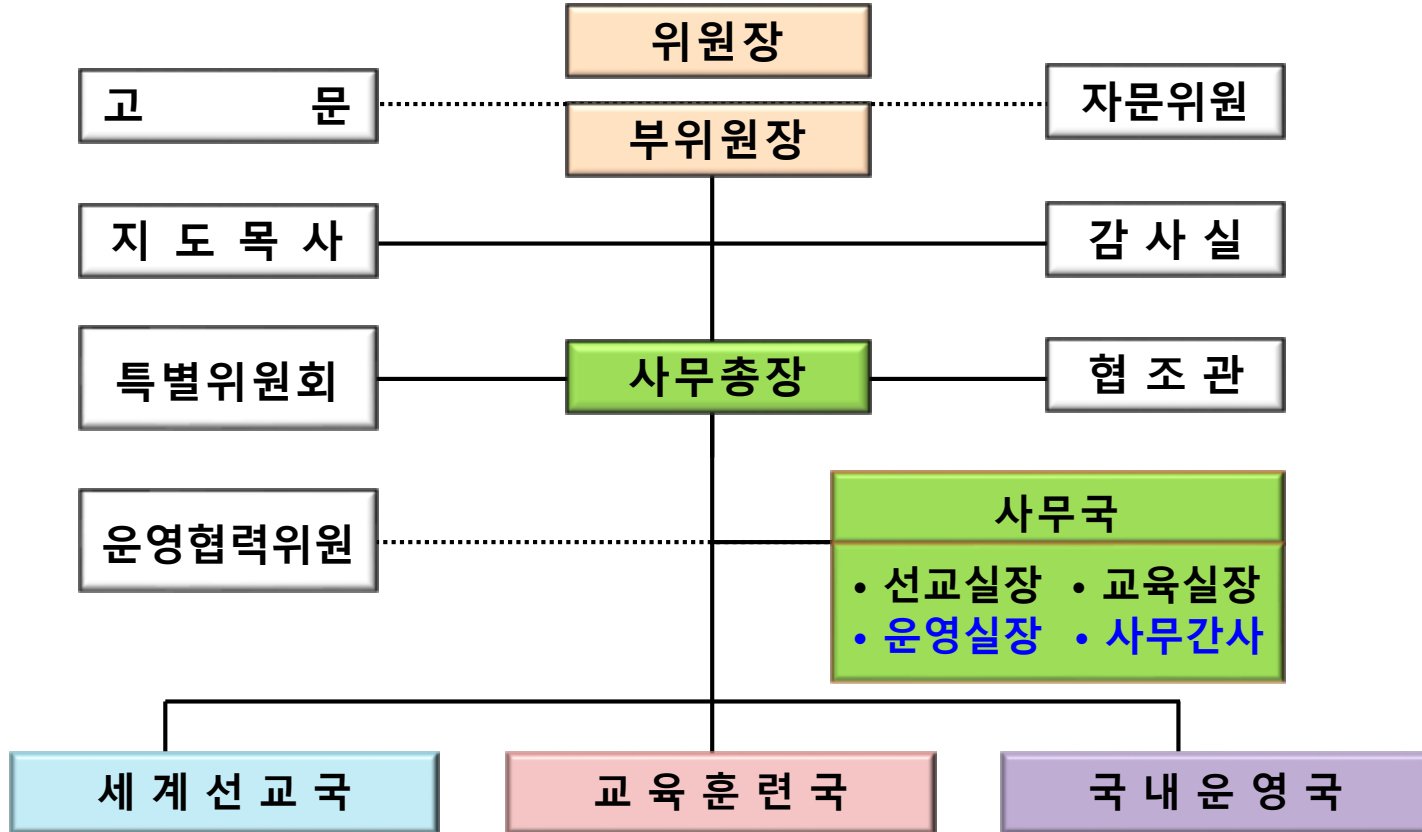 위원장
고 문
자문위원
부위원장
지 도 목 사
감 사 실
특별위원회
사무총장
협 조 관
운영협력위원
사무국
• 선교실장 • 교육실장
• 운영실장 • 사무간사
세 계 선 교 국
교 육 훈 련 국
국 내 운 영 국